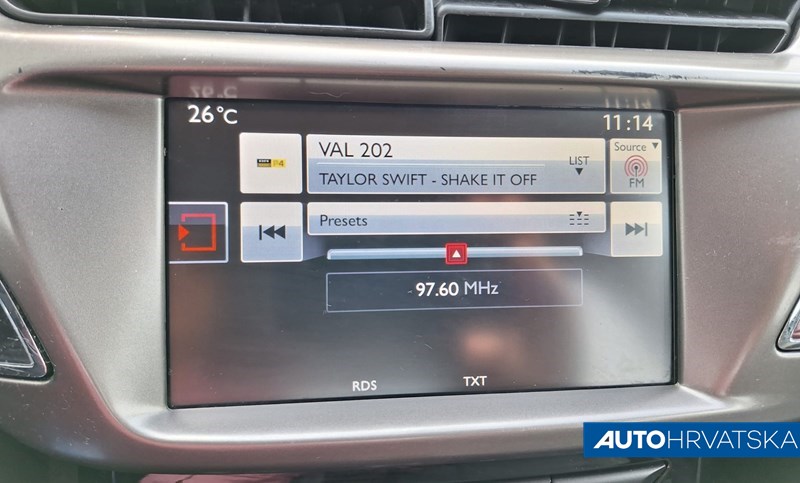 26 °C
11:14
VAL 202
LIST
Source
TAYLOR SWIFT - SHAKE IT OFF
FM
Presets
97.60 MHz
RDS
TXT
AUTOHRVATSKA